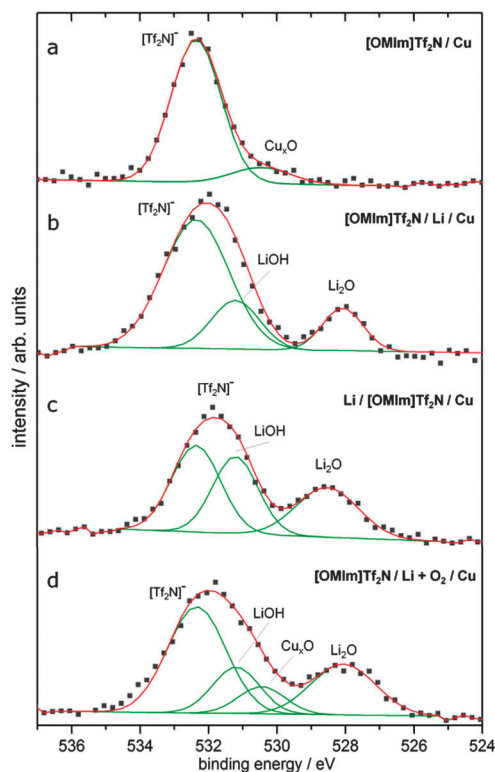 a
[Tf₂N]⁻
[OMIm]Tf₂N / Cu
CuₓO
b
[Tf₂N]⁻
[OMIm]Tf₂N / Li / Cu
LiOH
Li₂O
c
[Tf₂N]⁻
Li / [OMIm]Tf₂N / Cu
LiOH
Li₂O
d
[OMIm]Tf₂N / Li + O₂ / Cu
[Tf₂N]⁻
LiOH
CuₓO
Li₂O
intensity / arb. units
536 534 532 530 528 526 524
binding energy / eV